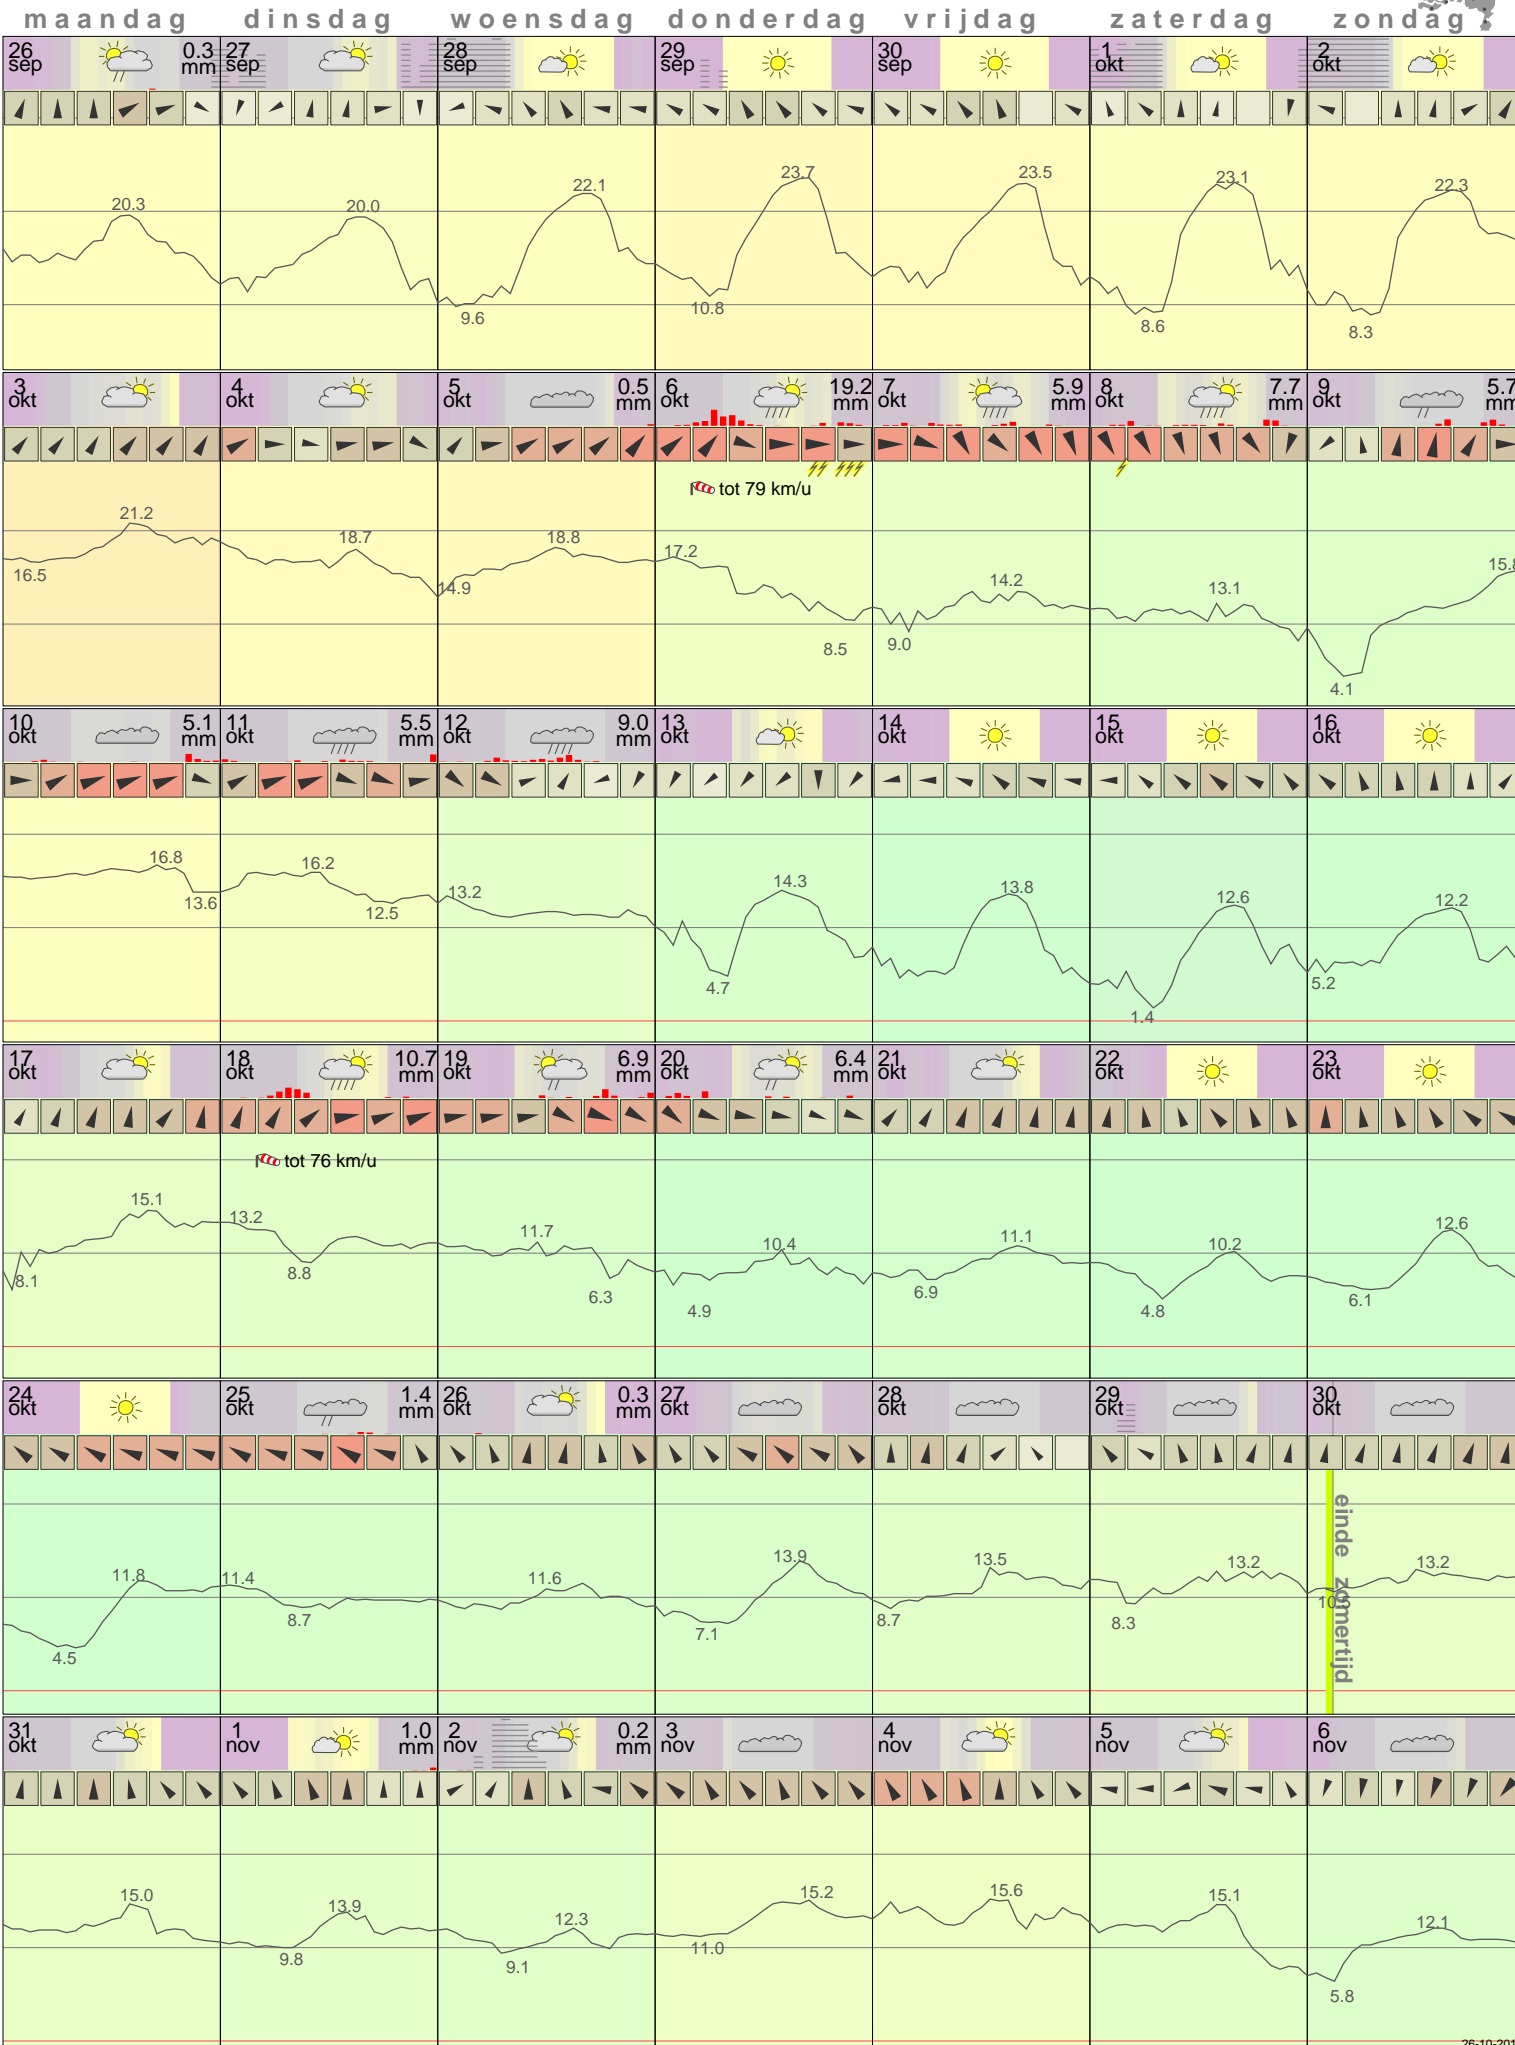 maandag dinsdag woensdag donderdag vrijdag zaterdag zondag
26 0.3 27 28 29 30 1 2
sep mm sep sep sep sep okt okt
20.3 20.0 22.1 23.7 23.5 23.1 22.3
9.6 10.8 8.6 8.3
3 4 5 0.5 6 19.2 7 5.9 8 7.7 9 5.7
okt okt okt mm okt mm okt mm okt mm okt mm
tot 79 km/u
21.2 18.7 18.8 17.2 14.2 13.1 15.8
16.5 14.9 8.5 9.0 4.1
10 5.1 11 5.5 12 9.0 13 14 15 16
okt mm okt mm okt mm okt okt okt okt
16.8 16.2 13.2 14.3 13.8 12.6 12.2
13.6 12.5 4.7 1.4 5.2
17 18 10.7 19 6.9 20 6.4 21 22 23
okt okt mm okt mm okt mm okt okt okt
tot 76 km/u
15.1 13.2 11.7 10.4 11.1 10.2 12.6
8.1 8.8 6.3 4.9 6.9 4.8 6.1
24 25 1.4 26 0.3 27 28 29 30
okt okt mm okt mm okt okt okt okt
einde zomertijd
11.8 11.4 11.6 13.9 13.5 13.2 13.2
4.5 8.7 7.1 8.7 8.3
31 1 1.0 2 0.2 3 4 5 6
okt nov mm nov mm nov nov nov nov
15.0 13.9 12.3 15.2 15.6 15.1 12.1
9.8 9.1 11.0 5.8